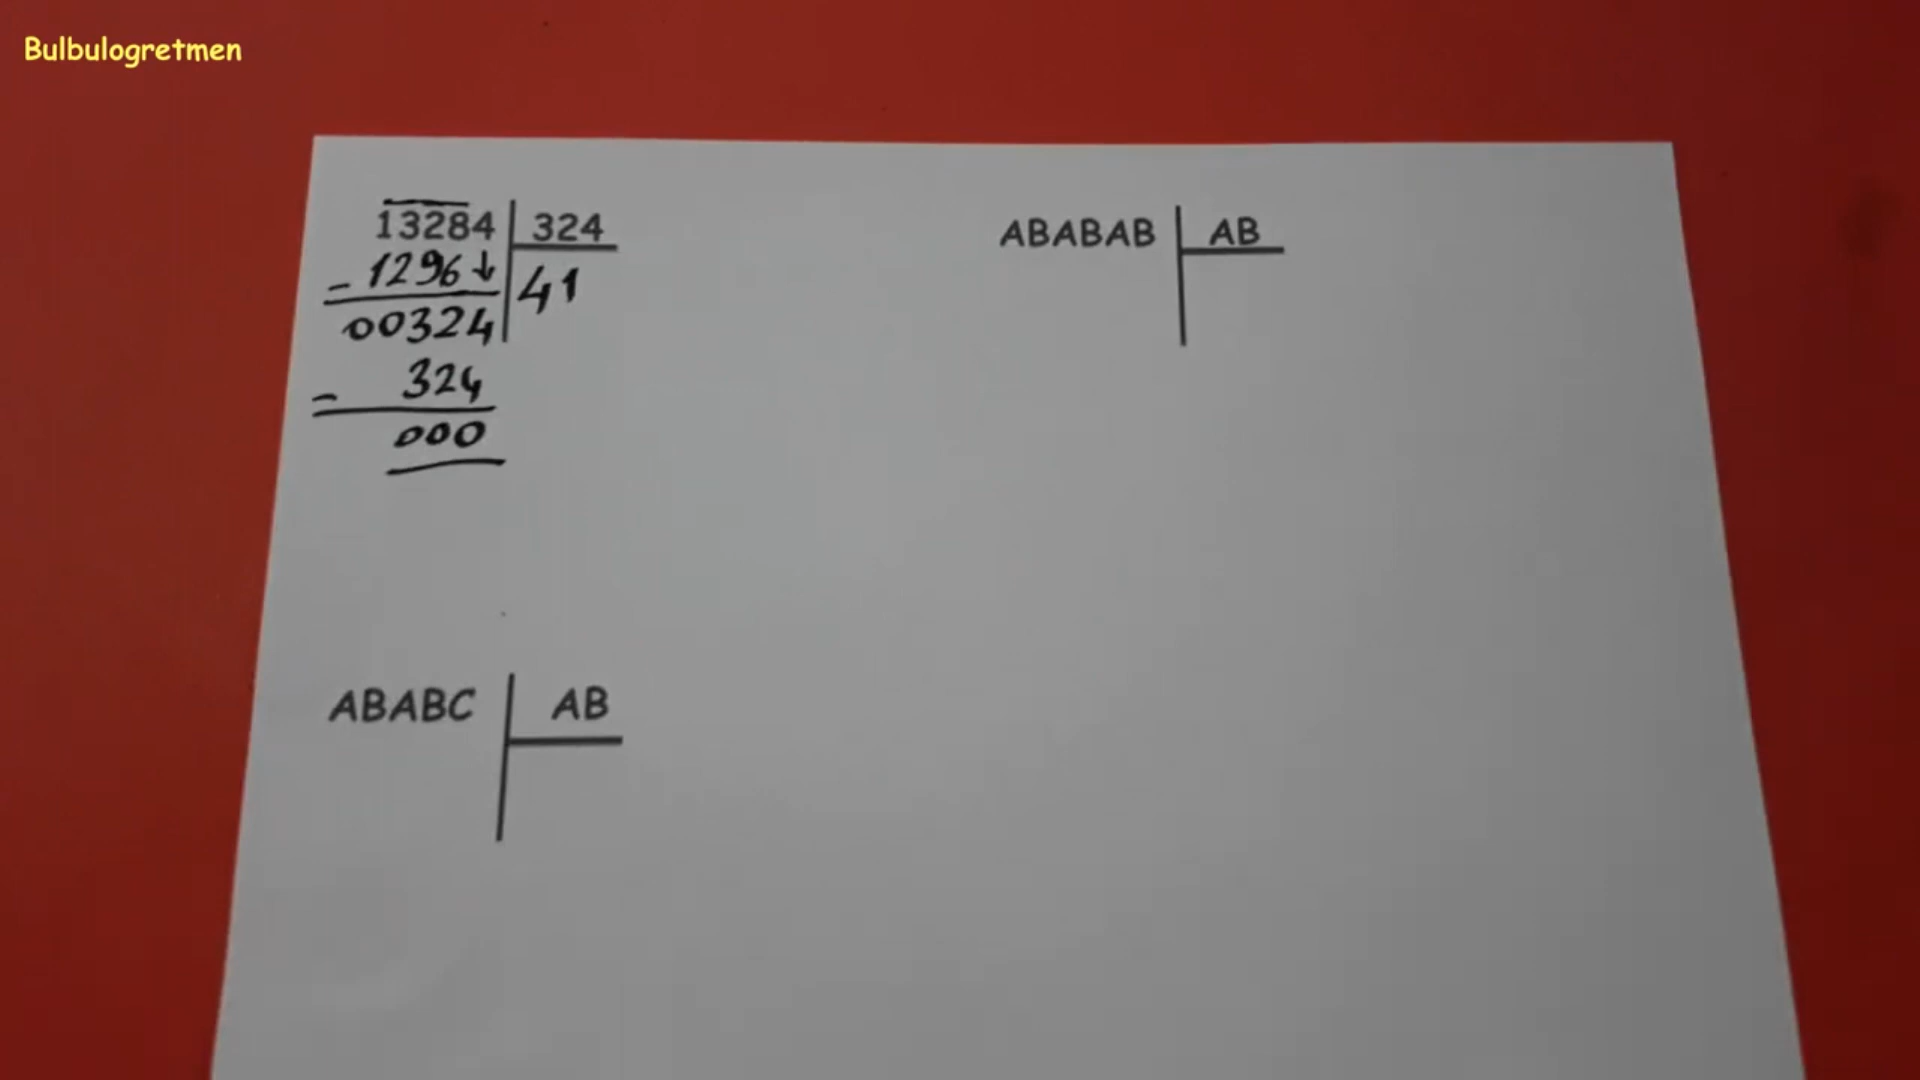 Bulbulogretmen
13284 324
- 1296 ↓ 41
00324
- 324
000
ABABAB AB
ABABC AB